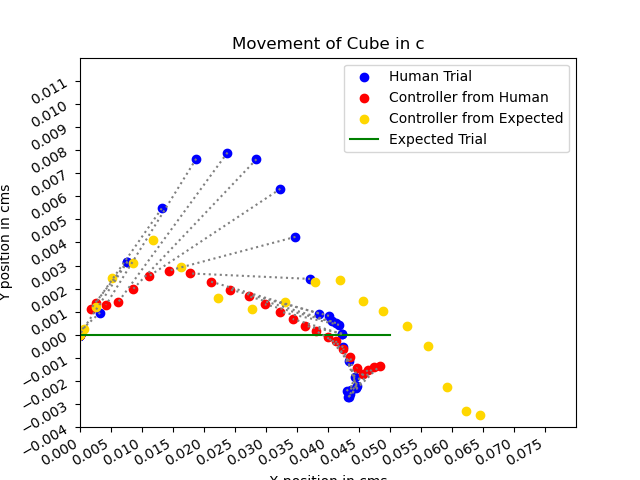 Movement of Cube in c
Human Trial
Controller from Human
Controller from Expected
Expected Trial
Y position in cms
0.011
0.010
0.009
0.008
0.007
0.006
0.005
0.004
0.003
0.002
0.001
0.000
−0.001
−0.002
−0.003
−0.004
0.000 0.005 0.010 0.015 0.020 0.025 0.030 0.035 0.040 0.045 0.050 0.055 0.060 0.065 0.070 0.075
X position in cms